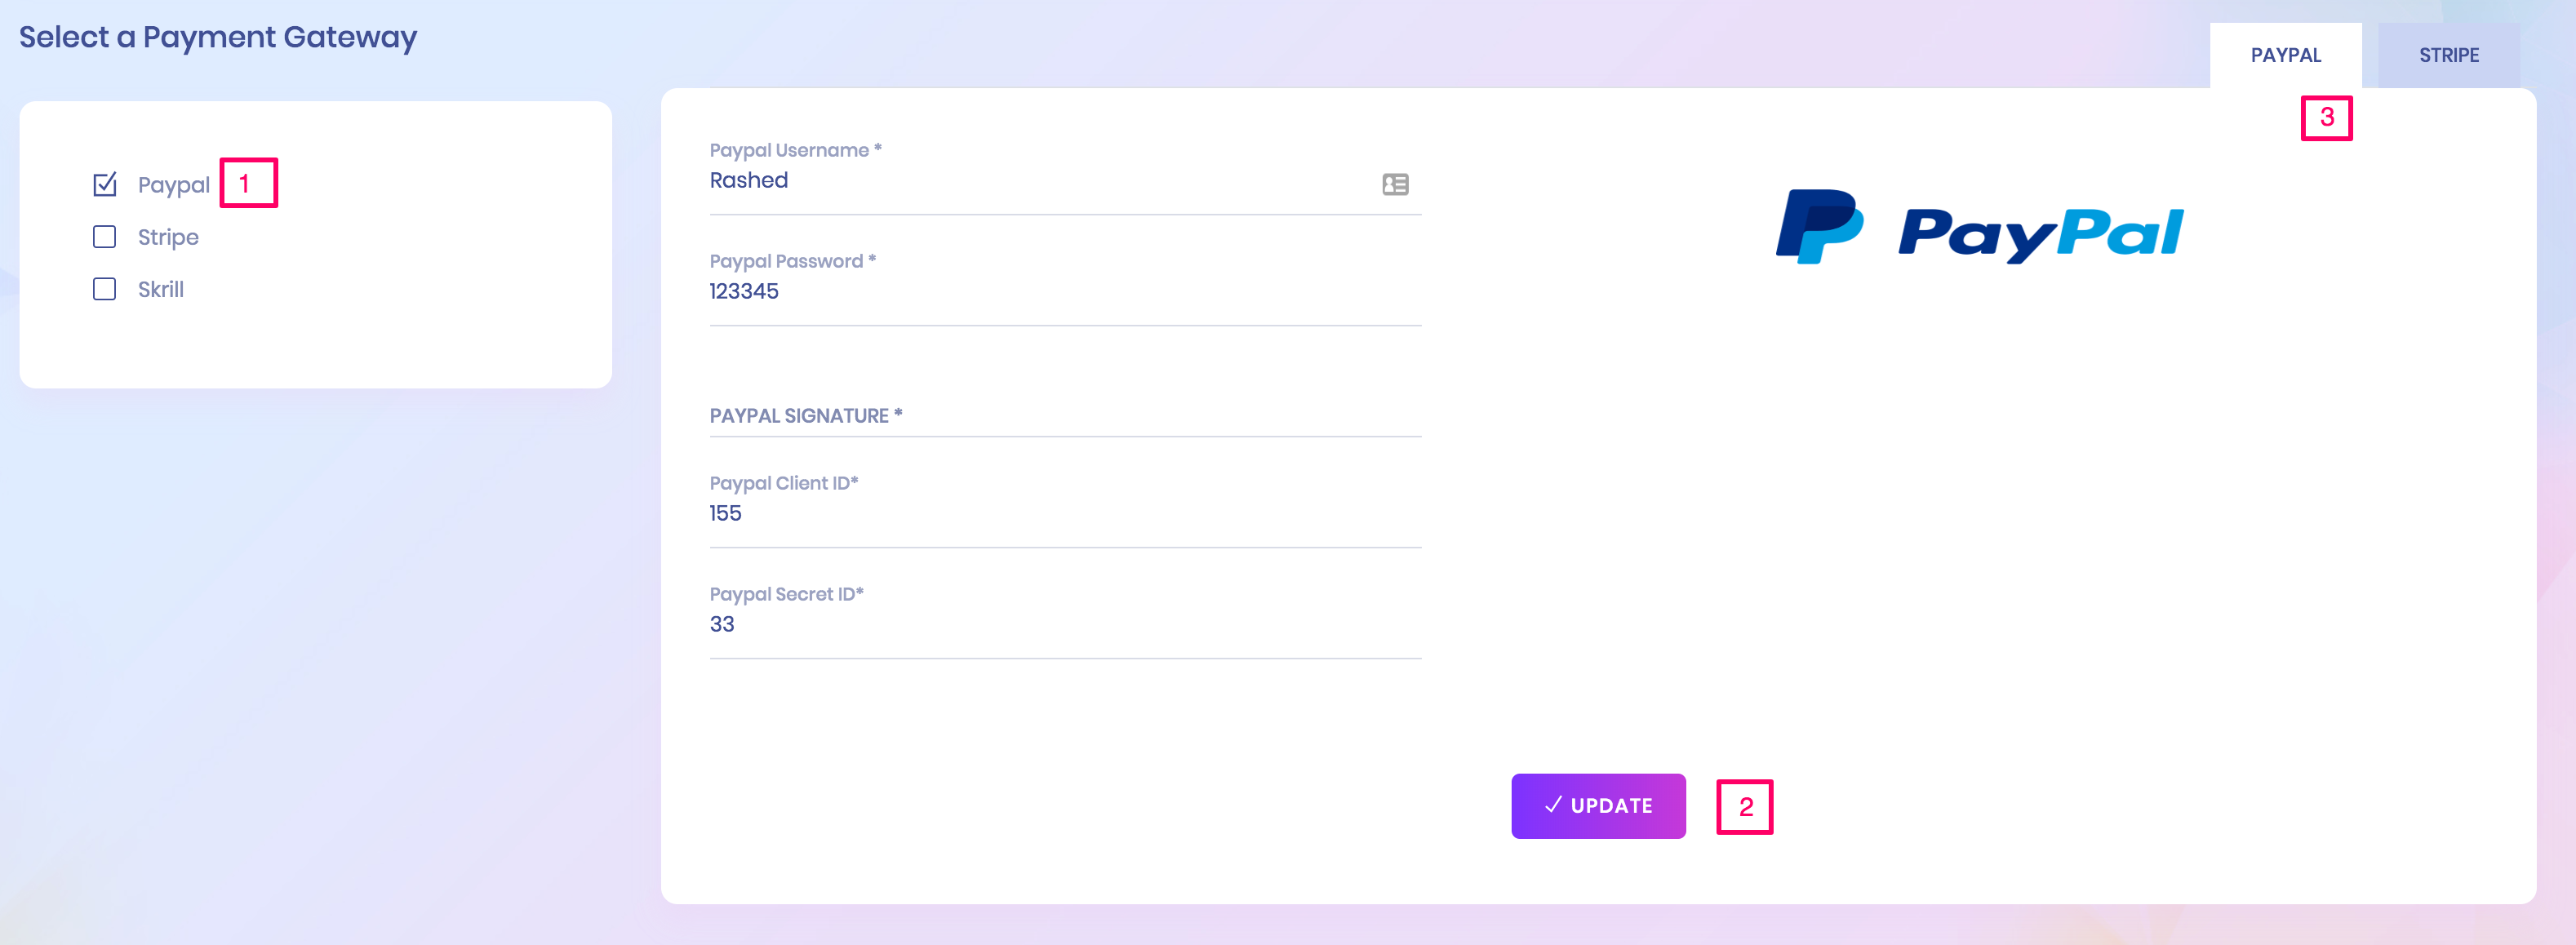 Select a Payment Gateway
PAYPAL
STRIPE
3
Paypal 1
Stripe
Skrill
Paypal Username *
Rashed
PayPal
Paypal Password *
123345
PAYPAL SIGNATURE *
Paypal Client ID*
155
Paypal Secret ID*
33
UPDATE
2